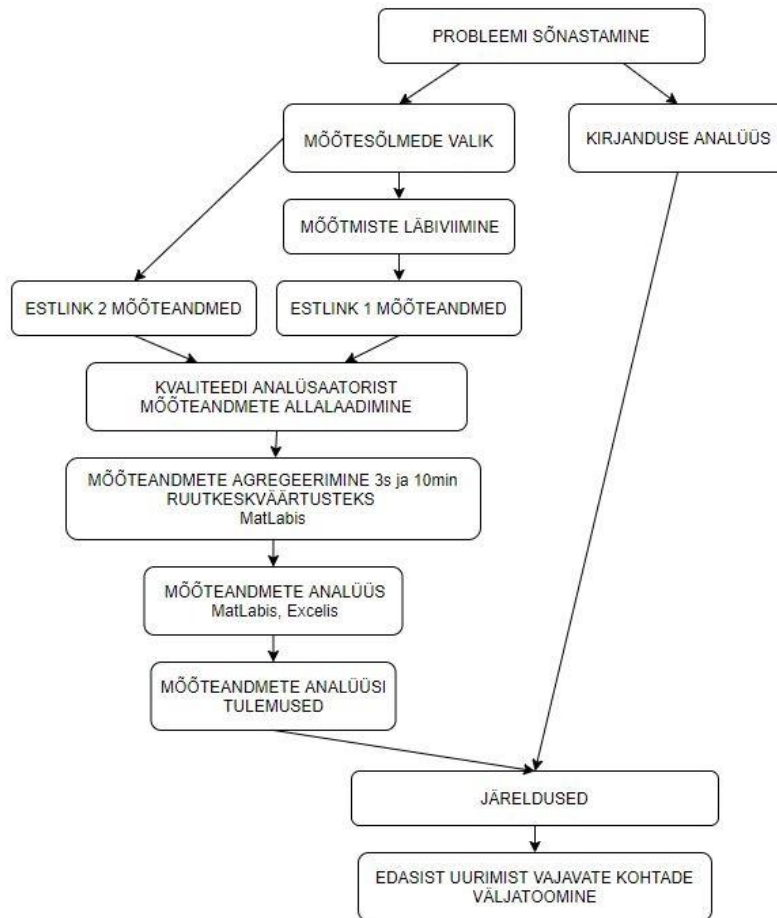 PROBLEEMI SÕNASTAMINE
MÕÕTESÕLMEDE VALIK
KIRJANDUSE ANALÜÜS
MÕÕTMISTE LÄBIVIIMINE
ESTLINK 2 MÕÕTEANDMED
ESTLINK 1 MÕÕTEANDMED
KVALITEEDI ANALÜSAATORIST
MÕÕTEANDMETE ALLALAADIMINE
MÕÕTEANDMETE AGREGEERIMINE 3s ja 10min
RUUTKESKVÄÄRTUSTEKS
MatLabis
MÕÕTEANDMETE ANALÜÜS
MatLabis, Excelis
MÕÕTEANDMETE ANALÜÜSI
TULEMUSED
JÄRELDUSED
EDASIST UURIMIST VAJAVATE KOHTADE
VÄLJATOOMINE